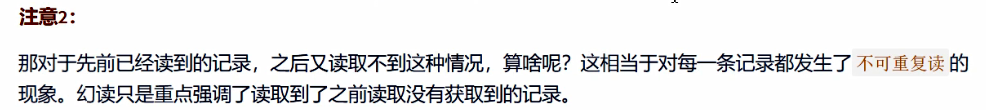 注意2：
那对于先前已经读到的记录，之后又读取不到这种情况，算啥呢？这相当于对每一条记录都发生了不可重复读的
现象。幻读只是重点强调了读取到了之前读取没有获取到的记录。